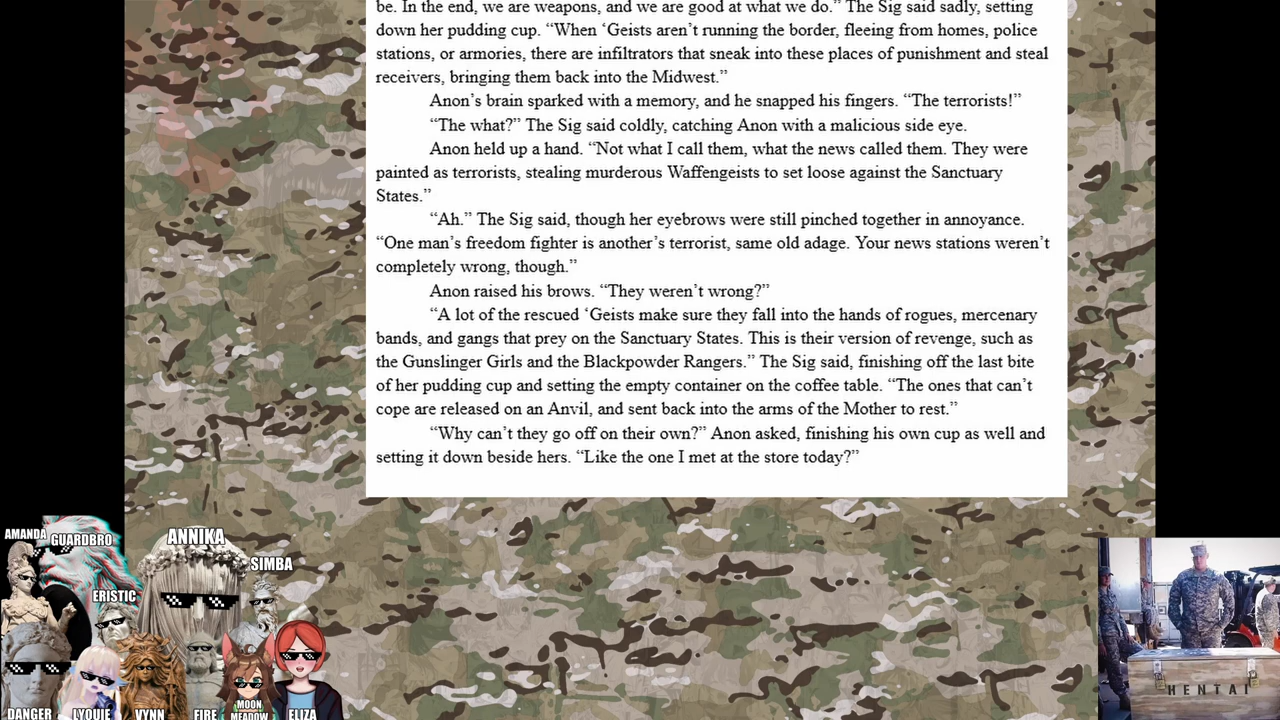 be. In the end, we are weapons, and we are good at what we do.” The Sig said sadly, setting
down her pudding cup. “When ‘Geists aren’t running the border, fleeing from homes, police
stations, or armories, there are infiltrators that sneak into these places of punishment and steal
receivers, bringing them back into the Midwest.”
Anon’s brain sparked with a memory, and he snapped his fingers. “The terrorists!”
“The what?” The Sig said coldly, catching Anon with a malicious side eye.
Anon held up a hand. “Not what I call them, what the news called them. They were
painted as terrorists, stealing murderous Waffengeists to set loose against the Sanctuary
States.”
“Ah.” The Sig said, though her eyebrows were still pinched together in annoyance.
“One man’s freedom fighter is another’s terrorist, same old adage. Your news stations weren’t
completely wrong, though.”
Anon raised his brows. “They weren’t wrong?”
“A lot of the rescued ‘Geists make sure they fall into the hands of rogues, mercenary
bands, and gangs that prey on the Sanctuary States. This is their version of revenge, such as
the Gunslinger Girls and the Blackpowder Rangers.” The Sig said, finishing off the last bite
of her pudding cup and setting the empty container on the coffee table. “The ones that can’t
cope are released on an Anvil, and sent back into the arms of the Mother to rest.”
“Why can’t they go off on their own?” Anon asked, finishing his own cup as well and
setting it down beside hers. “Like the one I met at the store today?”
AMANDA
GUARDBRO
ANNIKA
SIMBA
ERISTIC
DANGER
LYQUIE
VYNN
FIRE
MOON
MEADOW
ELIZA
HENTAI